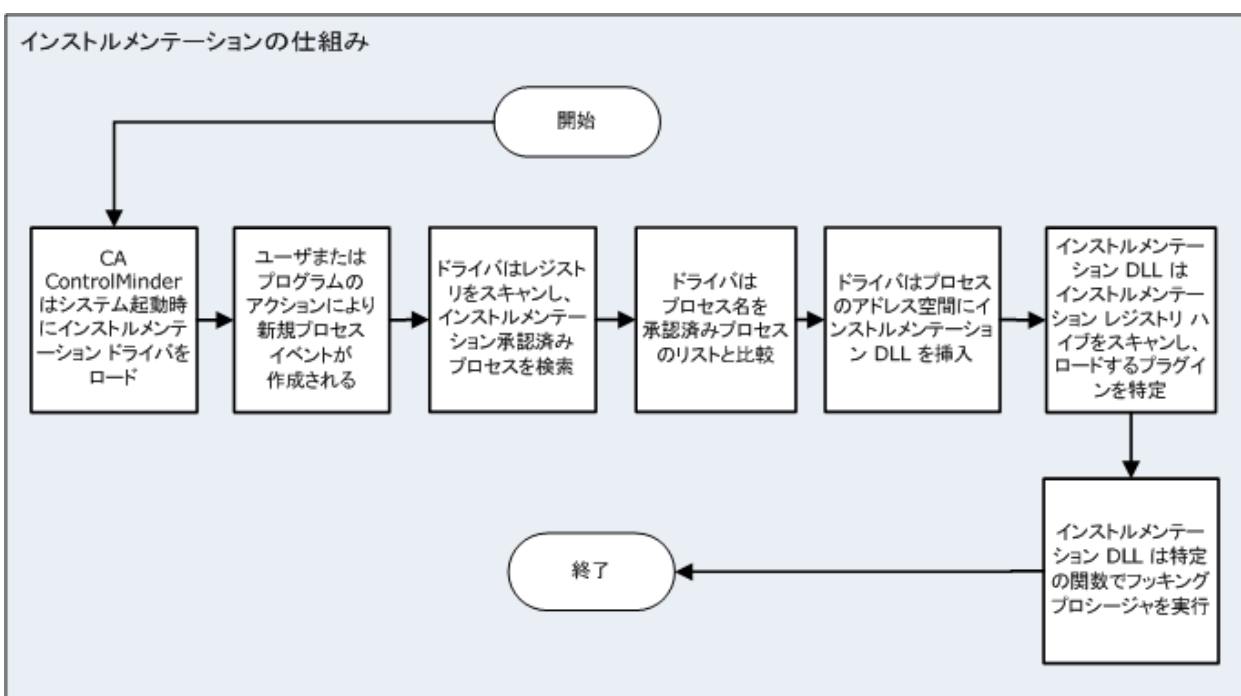 インストルメンテーションの仕組み
開始
CA
ControlMinder
はシステム起動時
にインストルメンテ
ーション ドライバを
ロード
ユーザまたは
プログラムの
アクションにより
新規プロセス
イベントが
作成される
ドライバはレジスト
リをスキャンし、
インストルメンテー
ション承認済み
プロセスを検索
ドライバは
プロセス名を
承認済みプロセス
のリストと比較
ドライバはプロセス
のアドレス空間にイ
ンストルメンテーショ
ン DLL を挿入
インストルメンテー
ション DLL は
インストルメンテー
ション レジストリ ハ
イブをスキャンし、
ロードするプラグイ
ンを特定
インストルメンテー
ション DLL は特定
の関数でフッキング
プロシージャを実行
終了